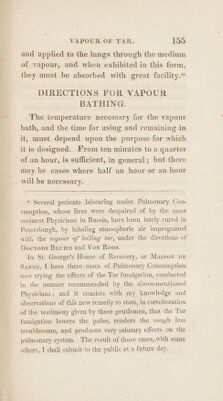 VAPOUR OF TAR. 155
and applied to the lungs through the medium
of vapour, and when exhibited in this form,
they must be absorbed with great facility.*
DIRECTIONS FOR VAPOUR
BATHING.
The temperature necessary for the vapour
bath, and the time for using and remaining in
it, must depend upon the purpose for which
it is designed. From ten minutes to a quarter
of an hour, is sufficient, in general; but there
may be cases where half an hour or an hour
will be necessary.
* Several patients labouring under Pulmonary Con-
sumption, whose lives were despaired of by the most
eminent Physicians in Russia, have been lately cured in
Petersburgh, by inhaling atmospheric air impregnated
with the vapour of boiling tar, under the directions of
DOCTORS BLUHM and VON ROOS.
In St. George's House of Recovery, or MAISON DE
SANTE, I have three cases of Pulmonary Consumption
now trying the effects of the Tar fumigation, conducted
in the manner recommended by the above-mentioned
Physicians; and it consists with my knowledge and
observations of this new remedy to state, in corroboration
of the testimony given by those gentlemen, that the Tar
fumigation lowers the pulse, renders the cough less
troublesome, and produces very salutary effects on the
pulmonary system. The result of those cases, with some
others, I shall submit to the public at a future day.